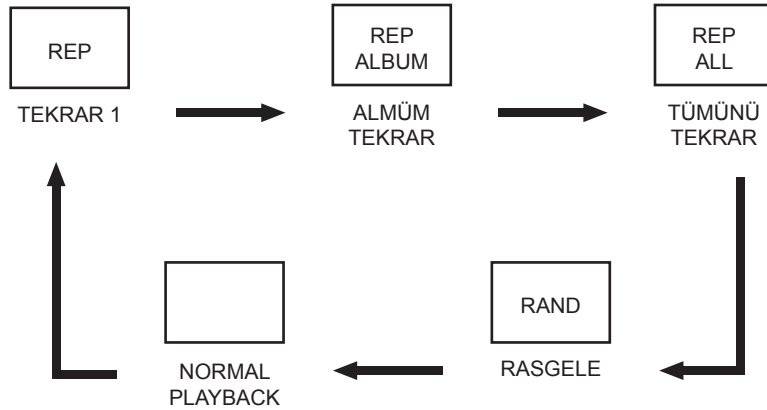 REP
TEKRAR 1
REP
ALBUM
ALMÜM
TEKRAR
REP
ALL
TÜMÜNÜ
TEKRAR
NORMAL
PLAYBACK
RAND
RASGELE